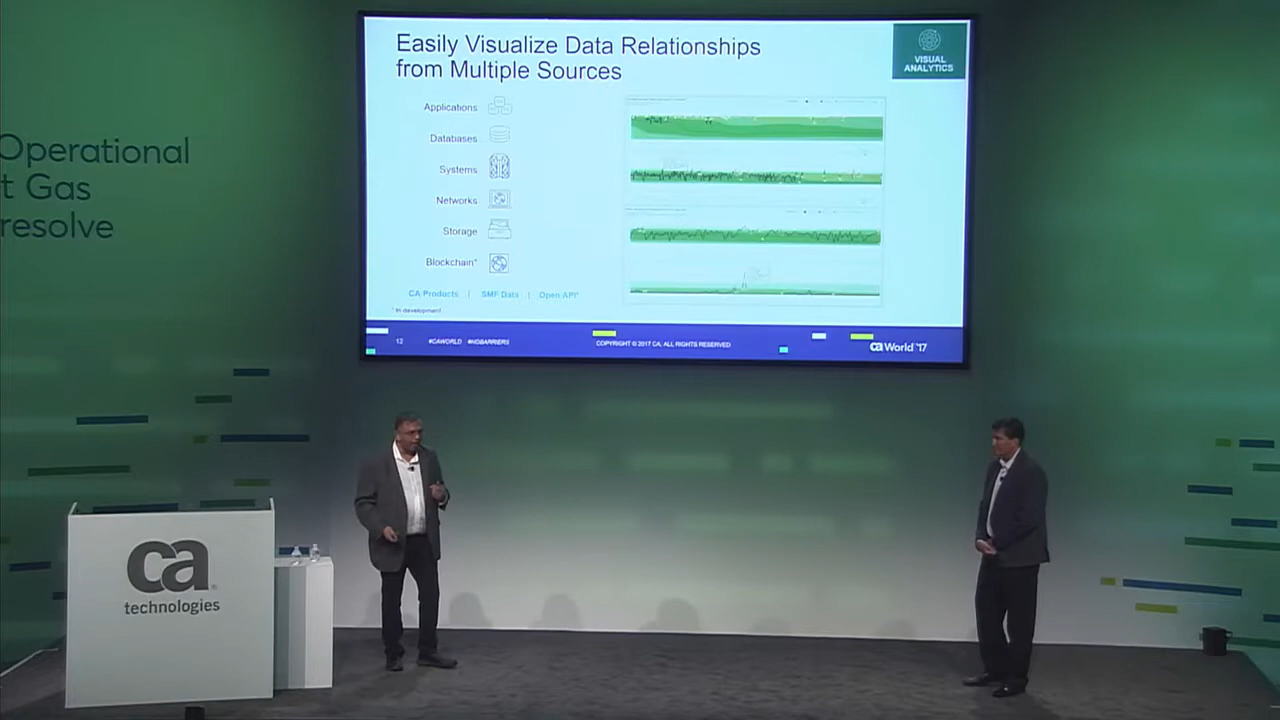 Operational
t Gas
resolve
Easily Visualize Data Relationships
from Multiple Sources
VISUAL
ANALYTICS
Applications
Databases
Systems
Networks
Storage
Blockchain*
CA Products | SMF Data | Open API*
* In development
12 #CAWORLD #NOBARRIERS COPYRIGHT © 2017 CA, ALL RIGHTS RESERVED
ca World '17
ca
technologies